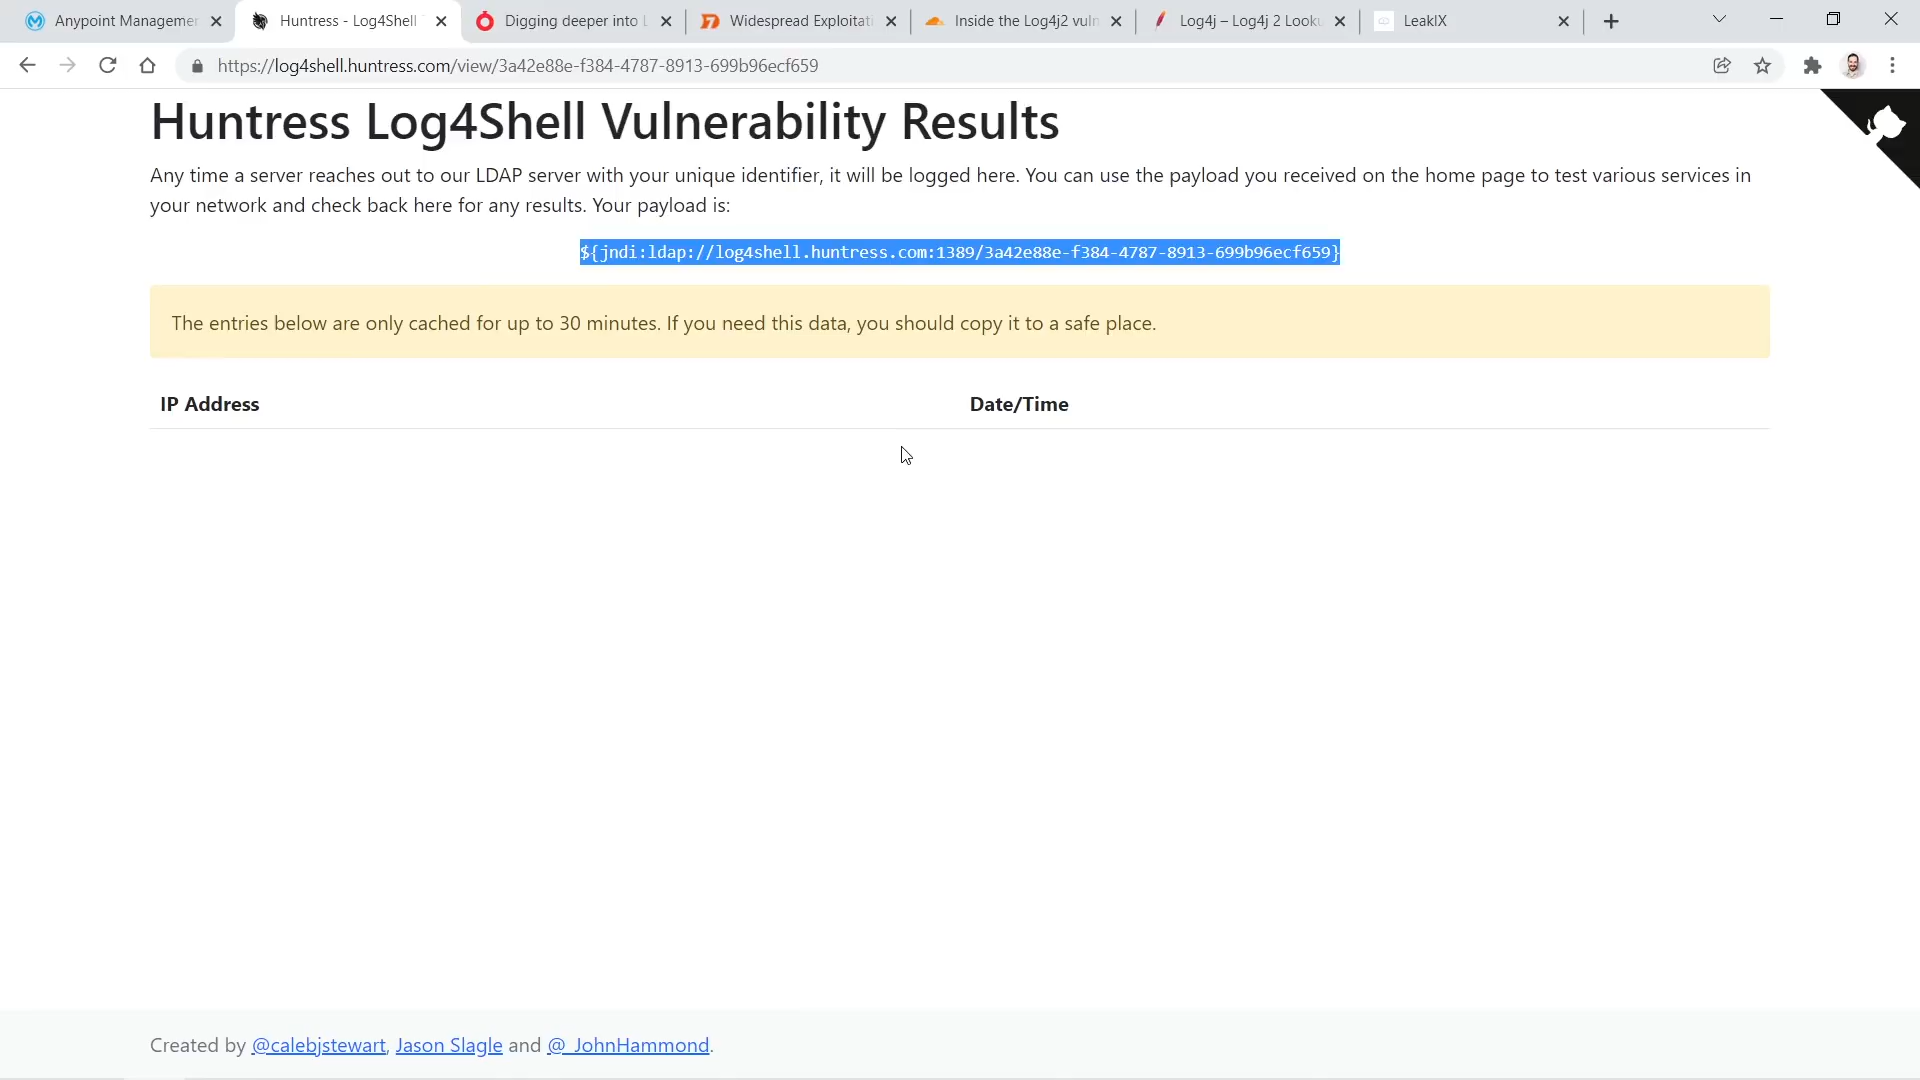 Anypoint Managemen
Huntress - Log4Shell
Digging deeper into L
Widespread Exploitati
Inside the Log4j2 vuln
Log4j – Log4j 2 Looku
LeakIX
https://log4shell.huntress.com/view/3a42e88e-f384-4787-8913-699b96ecf659
Huntress Log4Shell Vulnerability Results
Any time a server reaches out to our LDAP server with your unique identifier, it will be logged here. You can use the payload you received on the home page to test various services in
your network and check back here for any results. Your payload is:
${jndi:ldap://log4shell.huntress.com:1389/3a42e88e-f384-4787-8913-699b96ecf659}
The entries below are only cached for up to 30 minutes. If you need this data, you should copy it to a safe place.
IP Address
Date/Time
Created by @calebjstewart, Jason Slagle and @_JohnHammond.